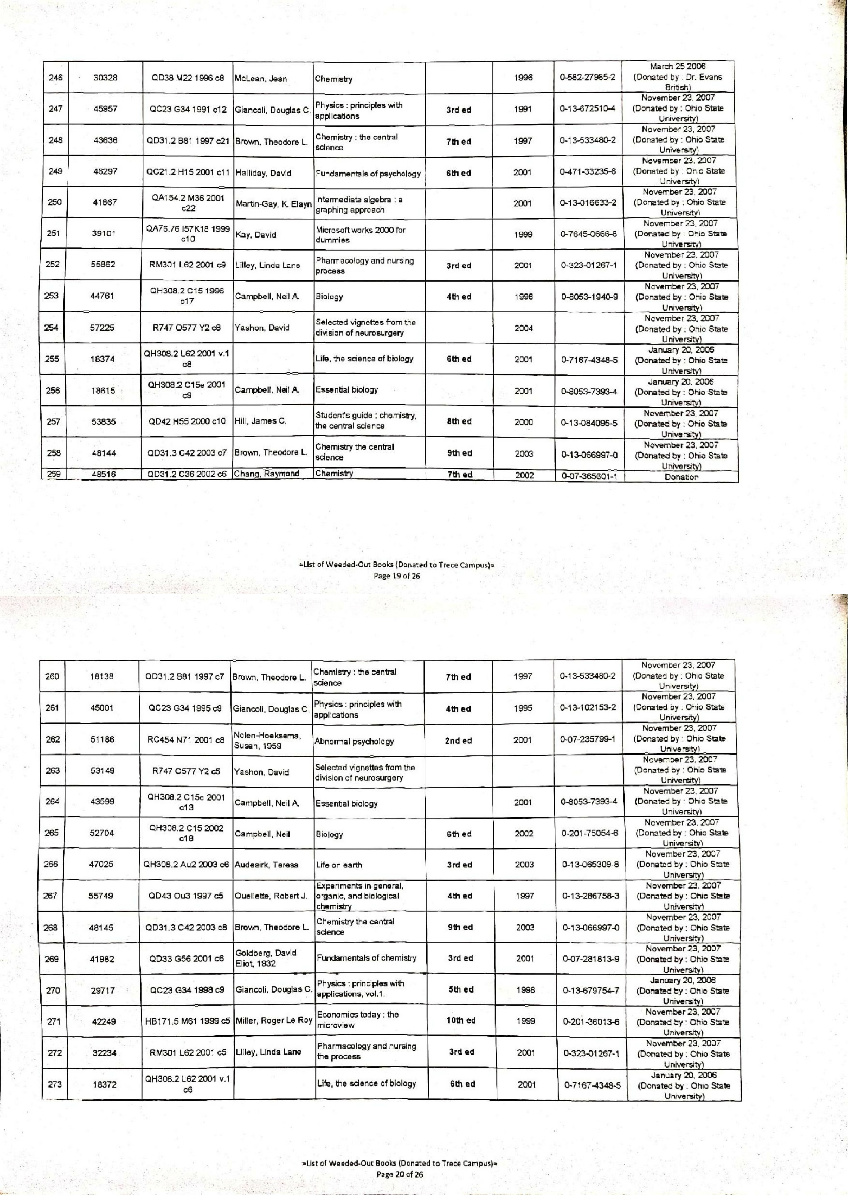 246 30328 QD38 M22 1996 c8 McLean, Jean Chemistry 1996 0-582-27985-2 March 25 2006 (Donated by : Dr. Evans British)
247 45957 QC23 G34 1991 c12 Giancoli, Douglas C. Physics : principles with applications 3rd ed 1991 0-13-672510-4 November 23, 2007 (Donated by : Ohio State University)
248 43636 QD31.2 B81 1997 c21 Brown, Theodore L. Chemistry : the central science 7th ed 1997 0-13-533480-2 November 23, 2007 (Donated by : Ohio State University)
249 46297 QC21.2 H15 2001 c11 Halliday, David Fundamentals of psychology 6th ed 2001 0-471-33235-6 November 23, 2007 (Donated by : Ohio State University)
250 41867 QA154.2 M36 2001 c22 Martin-Gay, K. Elayn Intermediate algebra : a graphing approach 2001 0-13-016633-2 November 23, 2007 (Donated by : Ohio State University)
251 39101 QA76.76 I57K18 1999 c10 Kay, David Microsoft works 2000 for dummies 1999 0-7645-0666-8 November 23, 2007 (Donated by : Ohio State University)
252 55862 RM301 L62 2001 c9 Lilley, Linda Lane Pharmacology and nursing process 3rd ed 2001 0-323-01267-1 November 23, 2007 (Donated by : Ohio State University)
253 44761 QH308.2 C15 1996 c17 Campbell, Neil A. Biology 4th ed 1996 0-8053-1940-9 November 23, 2007 (Donated by : Ohio State University)
254 57225 R747 O577 Y2 c6 Yashon, David Selected vignettes from the division of neurosurgery 2004 November 23, 2007 (Donated by : Ohio State University)
255 18374 QH308.2 L62 2001 v.1 c8 Life, the science of biology 6th ed 2001 0-7167-4348-5 January 20, 2006 (Donated by : Ohio State University)
256 18615 QH308.2 C15e 2001 c9 Campbell, Neil A. Essential biology 2001 0-8053-7393-4 January 20, 2006 (Donated by : Ohio State University)
257 53835 QD42 H55 2000 c10 Hill, James C. Student's guide : chemistry, the central science 8th ed 2000 0-13-084095-5 November 23, 2007 (Donated by : Ohio State University)
258 48144 QD31.3 C42 2003 c7 Brown, Theodore L. Chemistry the central science 9th ed 2003 0-13-066997-0 November 23, 2007 (Donated by : Ohio State University)
259 48516 QD31.2 C36 2002 c6 Chang, Raymond Chemistry 7th ed 2002 0-07-365601-1 Donation
»List of Weeded-Out Books (Donated to Trece Campus)»
Page 19 of 26
260 18138 QD31.2 B81 1997 c7 Brown, Theodore L. Chemistry : the central science 7th ed 1997 0-13-533480-2 November 23, 2007 (Donated by : Ohio State University)
261 45001 QC23 G34 1995 c9 Giancoli, Douglas C Physics : principles with applications 4th ed 1995 0-13-102153-2 November 23, 2007 (Donated by : Ohio State University)
262 51186 RC454 N71 2001 c8 Nolen-Hoeksema, Susan, 1959 Abnormal psychology 2nd ed 2001 0-07-235799-1 November 23, 2007 (Donated by : Ohio State University)
263 53149 R747 O577 Y2 c5 Yashon, David Selected vignettes from the division of neurosurgery November 23, 2007 (Donated by : Ohio State University)
264 43599 QH308.2 C15e 2001 c13 Campbell, Neil A. Essential biology 2001 0-8053-7393-4 November 23, 2007 (Donated by : Ohio State University)
265 52704 QH308.2 C15 2002 c18 Campbell, Neil Biology 6th ed 2002 0-201-75054-6 November 23, 2007 (Donated by : Ohio State University)
266 47025 QH308.2 Au2 2003 c6 Audesirk, Teresa Life on earth 3rd ed 2003 0-13-065309-8 November 23, 2007 (Donated by : Ohio State University)
267 55749 QD43 Ou3 1997 c5 Ouellette, Robert J. Experiments in general, organic, and biological chemistry 4th ed 1997 0-13-286758-3 November 23, 2007 (Donated by : Ohio State University)
268 48145 QD31.3 C42 2003 c8 Brown, Theodore L. Chemistry the central science 9th ed 2003 0-13-066997-0 November 23, 2007 (Donated by : Ohio State University)
269 41982 QD33 G56 2001 c6 Goldberg, David Eliot, 1932 Fundamentals of chemistry 3rd ed 2001 0-07-281813-9 November 23, 2007 (Donated by : Ohio State University)
270 29717 QC23 G34 1998 c9 Giancoli, Douglas C. Physics : principles with applications, vol.1 5th ed 1998 0-13-679754-7 January 20, 2006 (Donated by : Ohio State University)
271 42249 HB171.5 M61 1999 c5 Miller, Roger Le Roy Economics today : the microview 10th ed 1999 0-201-36013-6 November 23, 2007 (Donated by : Ohio State University)
272 32234 RM301 L62 2001 c5 Lilley, Linda Lane Pharmacology and nursing the process 3rd ed 2001 0-323-01267-1 November 23, 2007 (Donated by : Ohio State University)
273 18372 QH308.2 L62 2001 v.1 c6 Life, the science of biology 6th ed 2001 0-7167-4348-5 January 20, 2006 (Donated by : Ohio State University)
»List of Weeded-Out Books (Donated to Trece Campus)»
Page 20 of 26